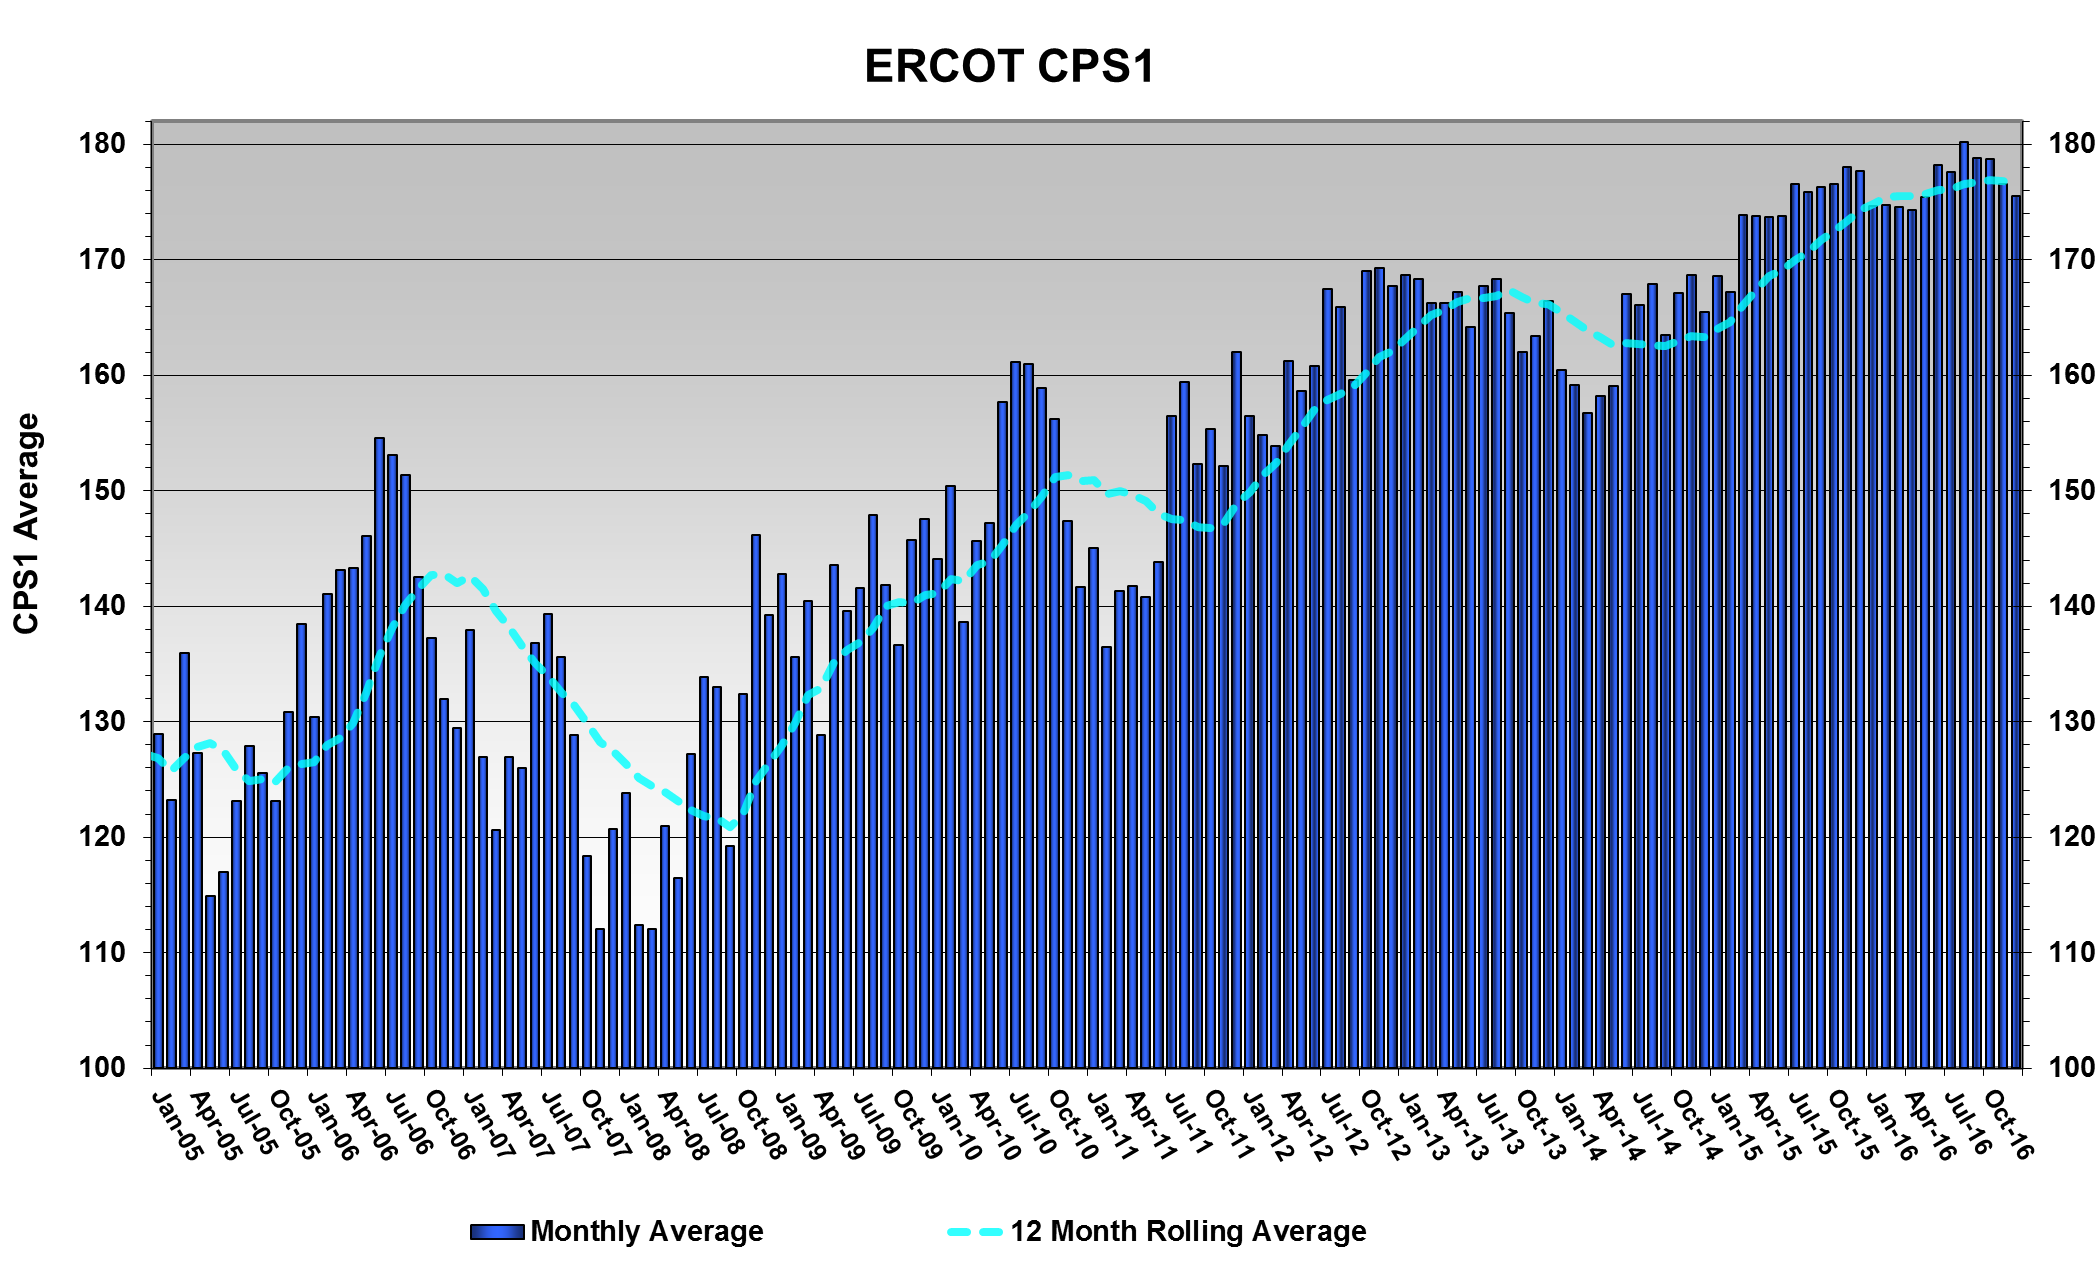 ERCOT CPS1
180
170
160
150
140
130
120
110
100
180
170
160
150
140
130
120
110
100
CPS1 Average
Jan-05
Apr-05
Jul-05
Oct-05
Jan-06
Apr-06
Jul-06
Oct-06
Jan-07
Apr-07
Jul-07
Oct-07
Jan-08
Apr-08
Jul-08
Oct-08
Jan-09
Apr-09
Jul-09
Oct-09
Jan-10
Apr-10
Jul-10
Oct-10
Jan-11
Apr-11
Jul-11
Oct-11
Jan-12
Apr-12
Jul-12
Oct-12
Jan-13
Apr-13
Jul-13
Oct-13
Jan-14
Apr-14
Jul-14
Oct-14
Jan-15
Apr-15
Jul-15
Oct-15
Jan-16
Apr-16
Jul-16
Oct-16
Monthly Average
12 Month Rolling Average